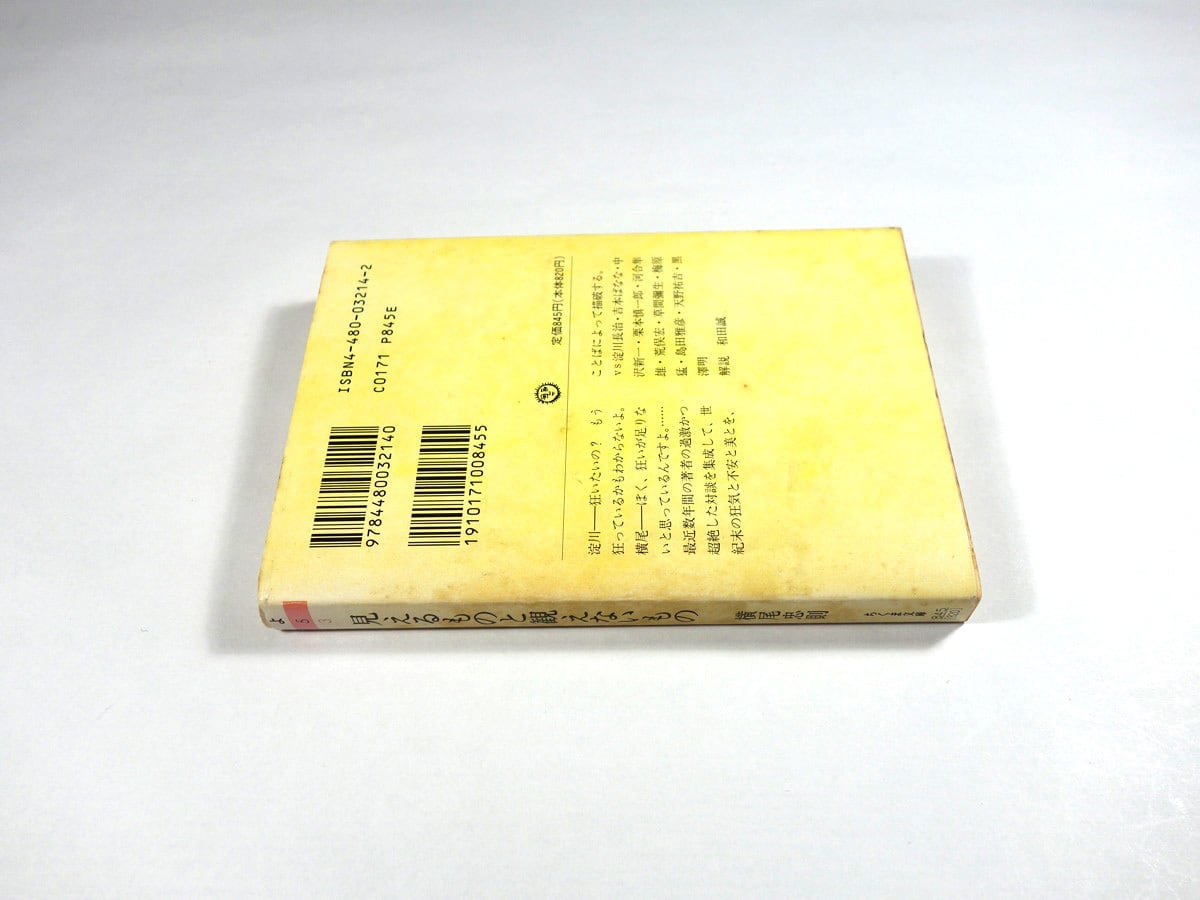 ISBN4-480-03214-2
C0171 P845E
9784480032140
1910171008455
定価845円(本体820円)
淀川──狂いたいの? もう
狂っているかもわからないよ。
横尾──ぼく、狂いが足りな
いと思っているんですよ。……
最近数年間の著者の過激かつ
超絶した対談を集成して、世
紀末の狂気と不安と美とを、
ことばによって描破する。
vs淀川長治・吉本ばなな・中
沢新一・栗本慎一郎・河合隼
雄・荒俣宏・草間彌生・梅原
猛・島田雅彦・天野祐吉・黒
澤明
解説 和田誠
よ
5
3
見えるものと観えないもの
横尾忠則
ちくま文庫